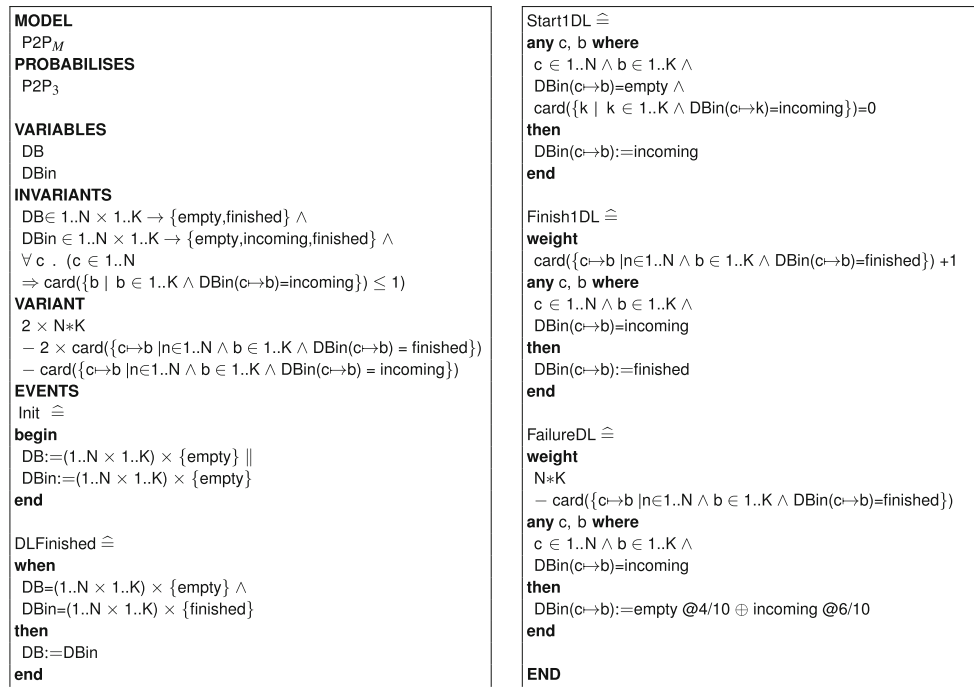 MODEL
P2P_M
PROBABILISES
P2P_3
VARIABLES
DB
DBin
INVARIANTS
DB∈ 1..N × 1..K → {empty,finished} ∧
DBin ∈ 1..N × 1..K → {empty,incoming,finished} ∧
∀ c . (c ∈ 1..N
⇒ card({b | b ∈ 1..K ∧ DBin(c↦b)=incoming}) ≤ 1)
VARIANT
2 × N∗K
− 2 × card({c↦b |n∈1..N ∧ b ∈ 1..K ∧ DBin(c↦b) = finished})
− card({c↦b |n∈1..N ∧ b ∈ 1..K ∧ DBin(c↦b) = incoming})
EVENTS
Init ≙
begin
DB:=(1..N × 1..K) × {empty} ∥
DBin:=(1..N × 1..K) × {empty}
end
DLFinished ≙
when
DB=(1..N × 1..K) × {empty} ∧
DBin=(1..N × 1..K) × {finished}
then
DB:=DBin
end
Start1DL ≙
any c, b where
c ∈ 1..N ∧ b ∈ 1..K ∧
DBin(c↦b)=empty ∧
card({k | k ∈ 1..K ∧ DBin(c↦k)=incoming})=0
then
DBin(c↦b):=incoming
end
Finish1DL ≙
weight
card({c↦b |n∈1..N ∧ b ∈ 1..K ∧ DBin(c↦b)=finished}) +1
any c, b where
c ∈ 1..N ∧ b ∈ 1..K ∧
DBin(c↦b)=incoming
then
DBin(c↦b):=finished
end
FailureDL ≙
weight
N∗K
− card({c↦b |n∈1..N ∧ b ∈ 1..K ∧ DBin(c↦b)=finished})
any c, b where
c ∈ 1..N ∧ b ∈ 1..K ∧
DBin(c↦b)=incoming
then
DBin(c↦b):=empty @4/10 ⊕ incoming @6/10
end
END